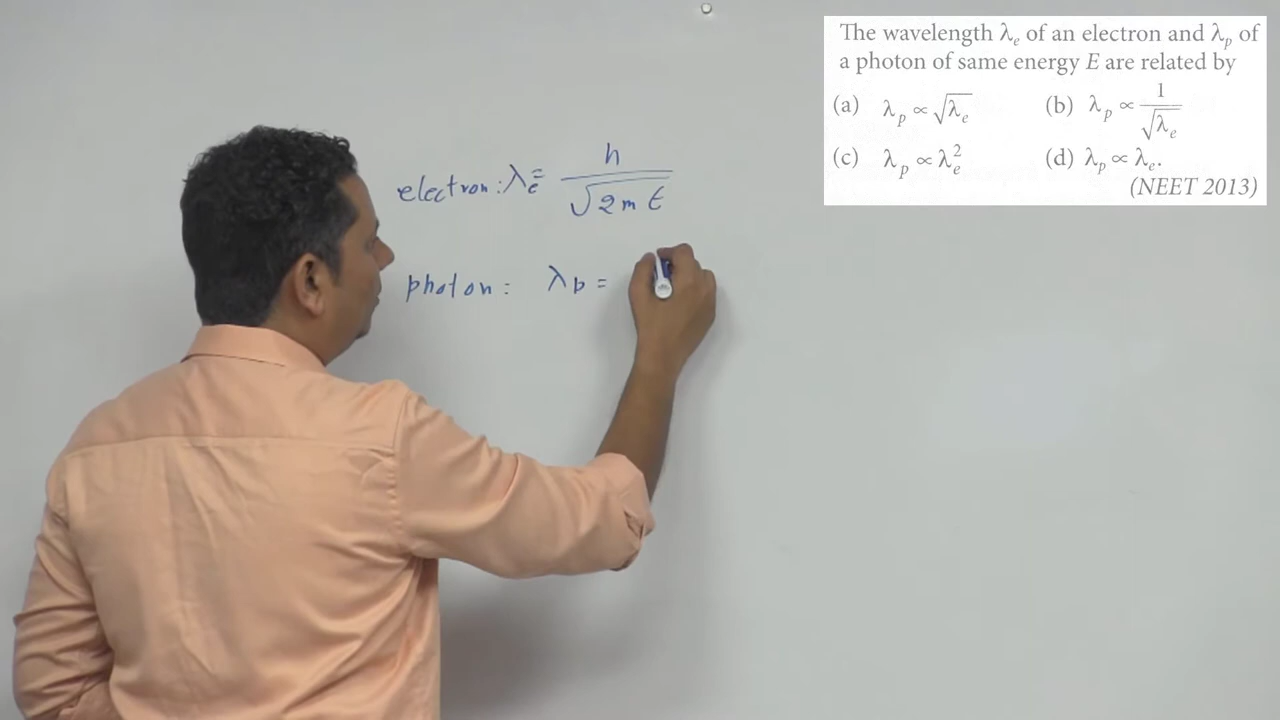 The wavelength λₑ of an electron and λₚ of
a photon of same energy E are related by
(a) λₚ ∝ √λₑ (b) λₚ ∝ 1/√λₑ
(c) λₚ ∝ λₑ² (d) λₚ ∝ λₑ.
(NEET 2013)
electron: λₑ = h/√(2mE)
photon: λₚ =